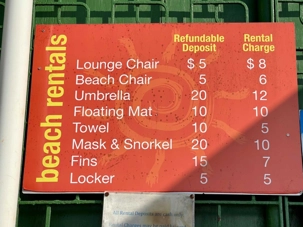 beach rentals
Refundable Rental
Deposit Charge
Lounge Chair $ 5 $ 8
Beach Chair 5 6
Umbrella 20 12
Floating Mat 10 10
Towel 10 5
Mask & Snorkel 20 10
Fins 15 7
Locker 5 5